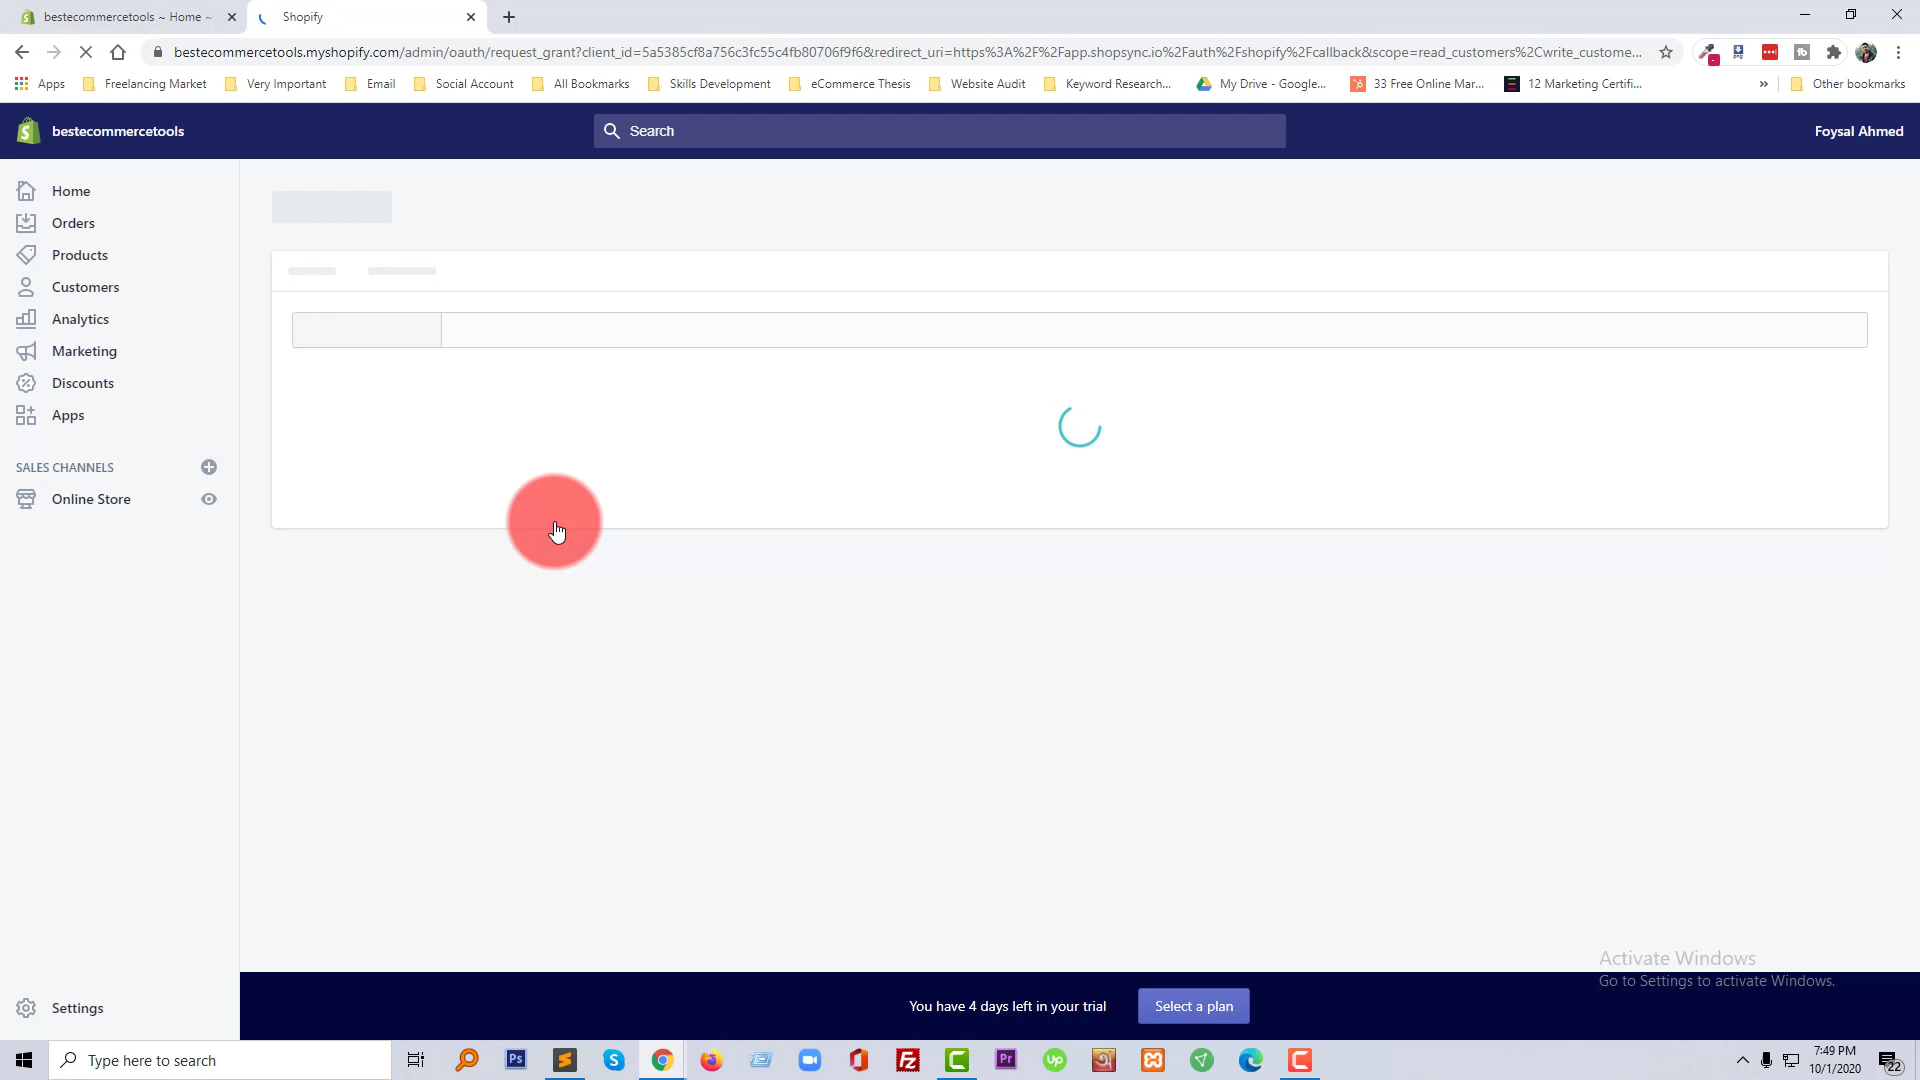 bestecommercetools ~ Home ~
Shopify
bestecommercetools.myshopify.com/admin/oauth/request_grant?client_id=5a5385cf8a756c3fc55c4fb80706f9f6&redirect_uri=https%3A%2F%2Fapp.shopsync.io%2Fauth%2Fshopify%2Fcallback&scope=read_customers%2Cwrite_custome...
Apps
Freelancing Market
Very Important
Email
Social Account
All Bookmarks
Skills Development
eCommerce Thesis
Website Audit
Keyword Research...
My Drive - Google...
33 Free Online Mar...
12 Marketing Certifi...
»
Other bookmarks
bestecommercetools
Search
Foysal Ahmed
Home
Orders
Products
Customers
Analytics
Marketing
Discounts
Apps
SALES CHANNELS
Online Store
Settings
You have 4 days left in your trial
Select a plan
Activate Windows
Go to Settings to activate Windows.
Type here to search
Ps
Pr
Up
7:49 PM
10/1/2020
22